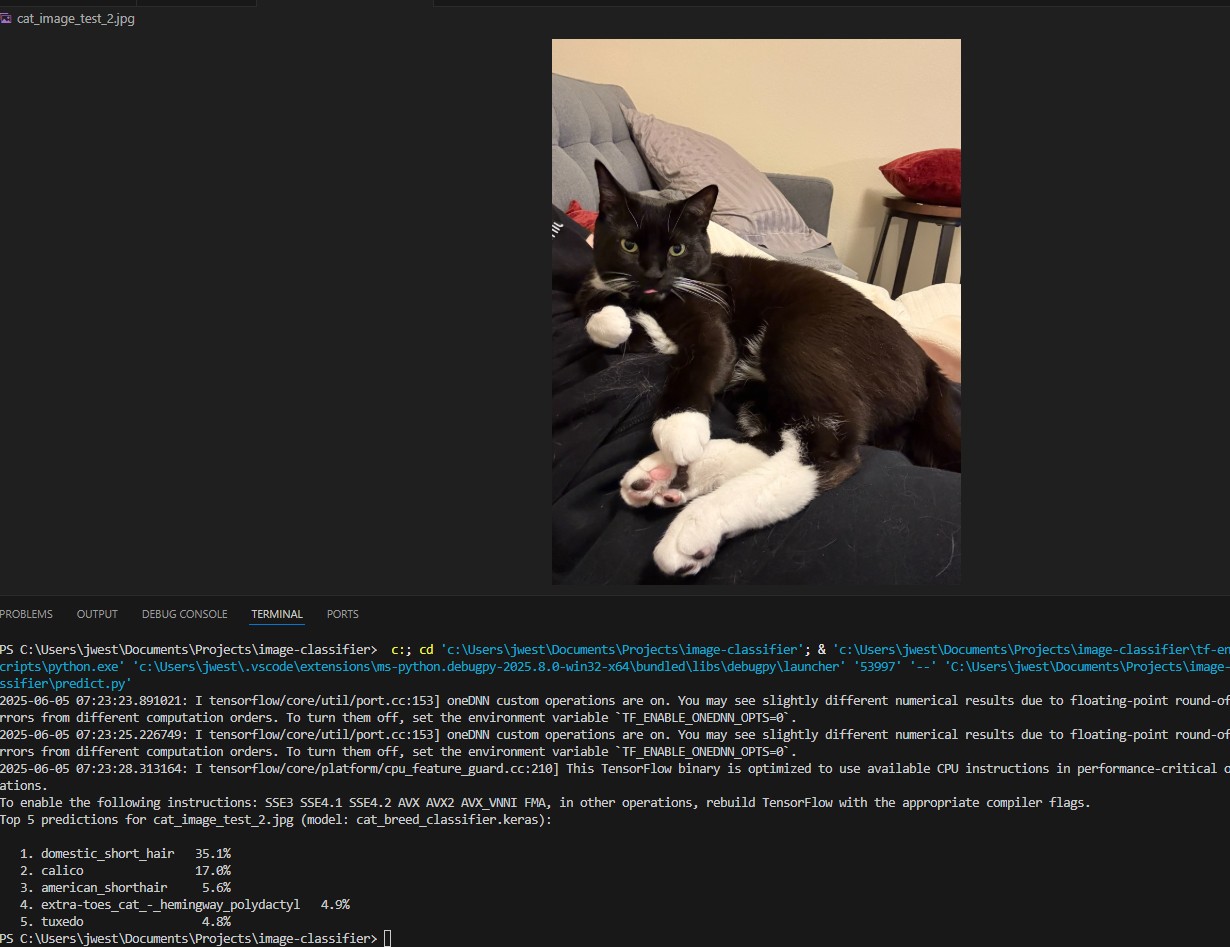 cat_image_test_2.jpg
PROBLEMS OUTPUT DEBUG CONSOLE TERMINAL PORTS
PS C:\Users\jwest\Documents\Projects\image-classifier>  c:; cd 'c:\Users\jwest\Documents\Projects\image-classifier'; & 'c:\Users\jwest\Documents\Projects\image-classifier\tf-en
cripts\python.exe' 'c:\Users\jwest\.vscode\extensions\ms-python.debugpy-2025.8.0-win32-x64\bundled\libs\debugpy\launcher' '53997' '--' 'C:\Users\jwest\Documents\Projects\image-
ssifier\predict.py'
2025-06-05 07:23:23.891021: I tensorflow/core/util/port.cc:153] oneDNN custom operations are on. You may see slightly different numerical results due to floating-point round-of
rrors from different computation orders. To turn them off, set the environment variable `TF_ENABLE_ONEDNN_OPTS=0`.
2025-06-05 07:23:25.226749: I tensorflow/core/util/port.cc:153] oneDNN custom operations are on. You may see slightly different numerical results due to floating-point round-of
rrors from different computation orders. To turn them off, set the environment variable `TF_ENABLE_ONEDNN_OPTS=0`.
2025-06-05 07:23:28.313164: I tensorflow/core/platform/cpu_feature_guard.cc:210] This TensorFlow binary is optimized to use available CPU instructions in performance-critical o
ations.
To enable the following instructions: SSE3 SSE4.1 SSE4.2 AVX AVX2 AVX_VNNI FMA, in other operations, rebuild TensorFlow with the appropriate compiler flags.
Top 5 predictions for cat_image_test_2.jpg (model: cat_breed_classifier.keras):
1. domestic_short_hair 35.1%
2. calico 17.0%
3. american_shorthair 5.6%
4. extra-toes_cat_-_hemingway_polydactyl 4.9%
5. tuxedo 4.8%
PS C:\Users\jwest\Documents\Projects\image-classifier>